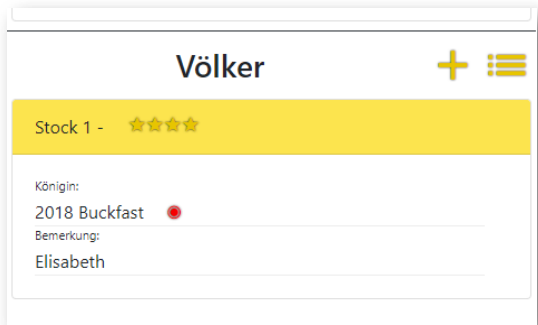 Völker
Stock 1 -
Königin:
2018 Buckfast
Bemerkung:
Elisabeth